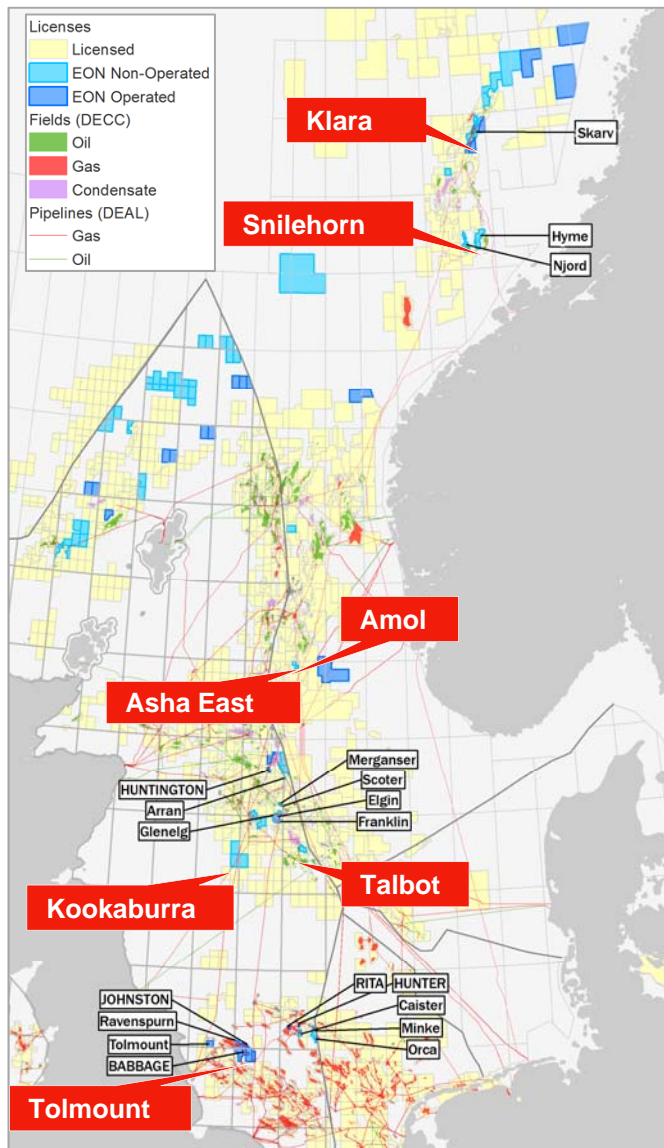 Licenses
Licensed
EON Non-Operated
EON Operated
Fields (DECC)
Oil
Gas
Condensate
Pipelines (DEAL)
Gas
Oil
Klara
Skarv
Snilehorn
Hyme
Njord
Amol
Asha East
Merganser
HUNTINGTON
Scoter
Arran
Elgin
Glenelg
Franklin
Talbot
Kookaburra
RITA
HUNTER
JOHNSTON
Caister
Ravenspurn
Minke
Tolmount
Orca
BABBAGE
Tolmount